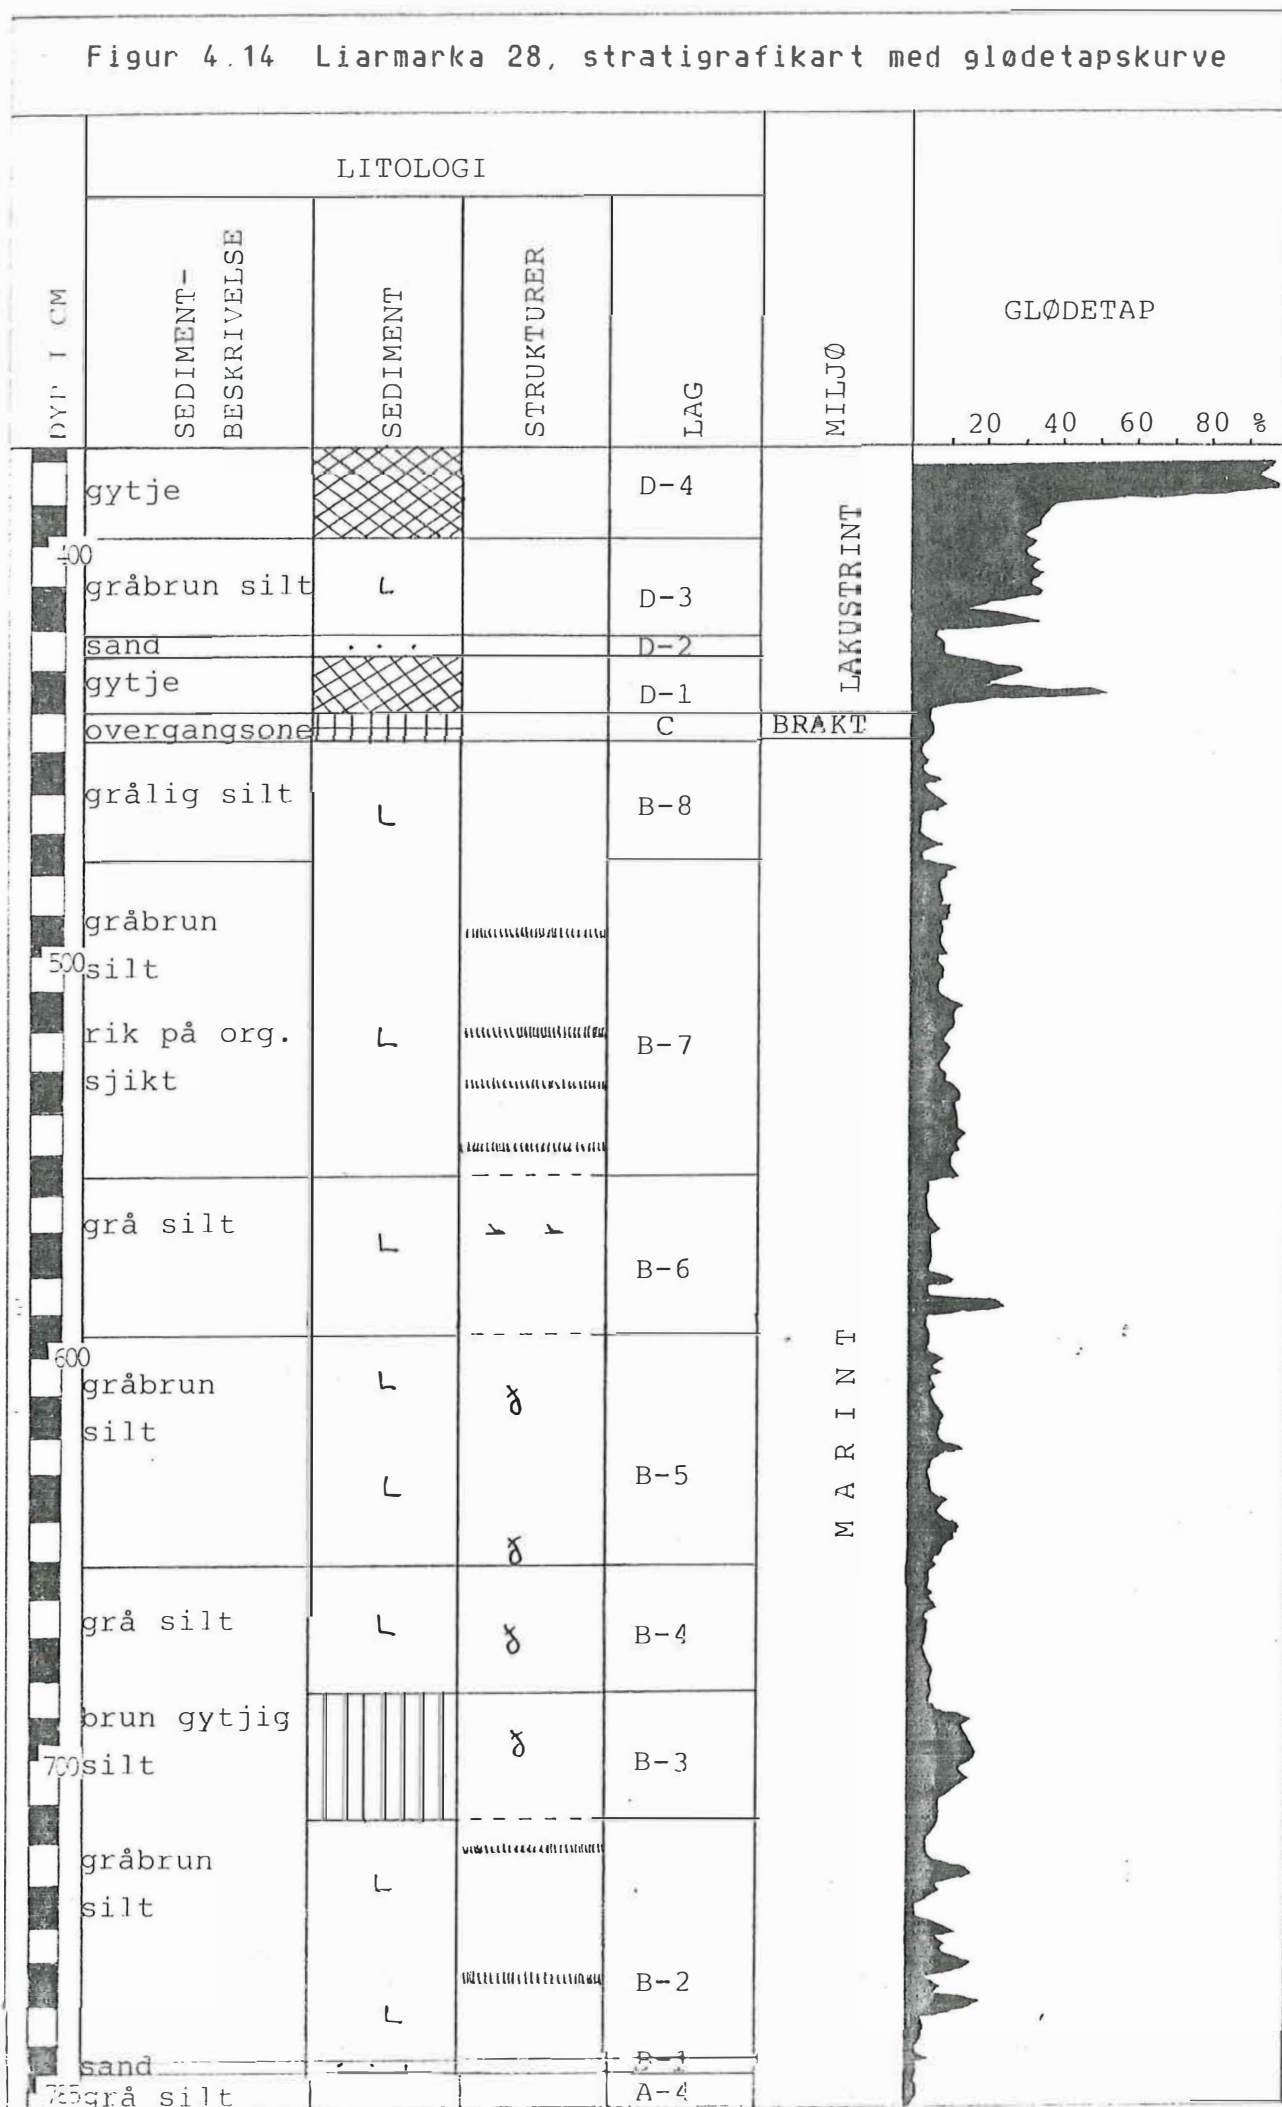 Figur 4.14 Liarmarka 28, stratigrafikart med glødetapskurve
LITOLOGI
DYP I CM
SEDIMENT-
BESKRIVELSE
SEDIMENT
STRUKTURER
LAG
MILJØ
GLØDETAP
20 40 60 80 %
gytje D-4
LAKUSTRINT
400
gråbrun silt D-3
sand D-2
gytje D-1
overgangsone C BRAKT
grålig silt B-8
gråbrun
500 silt
rik på org. B-7
sjikt
grå silt
B-6
MARINT
600
gråbrun
silt
B-5
grå silt B-4
brun gytjig
700 silt B-3
gråbrun
silt
B-2
sand B-1
grå silt A-4